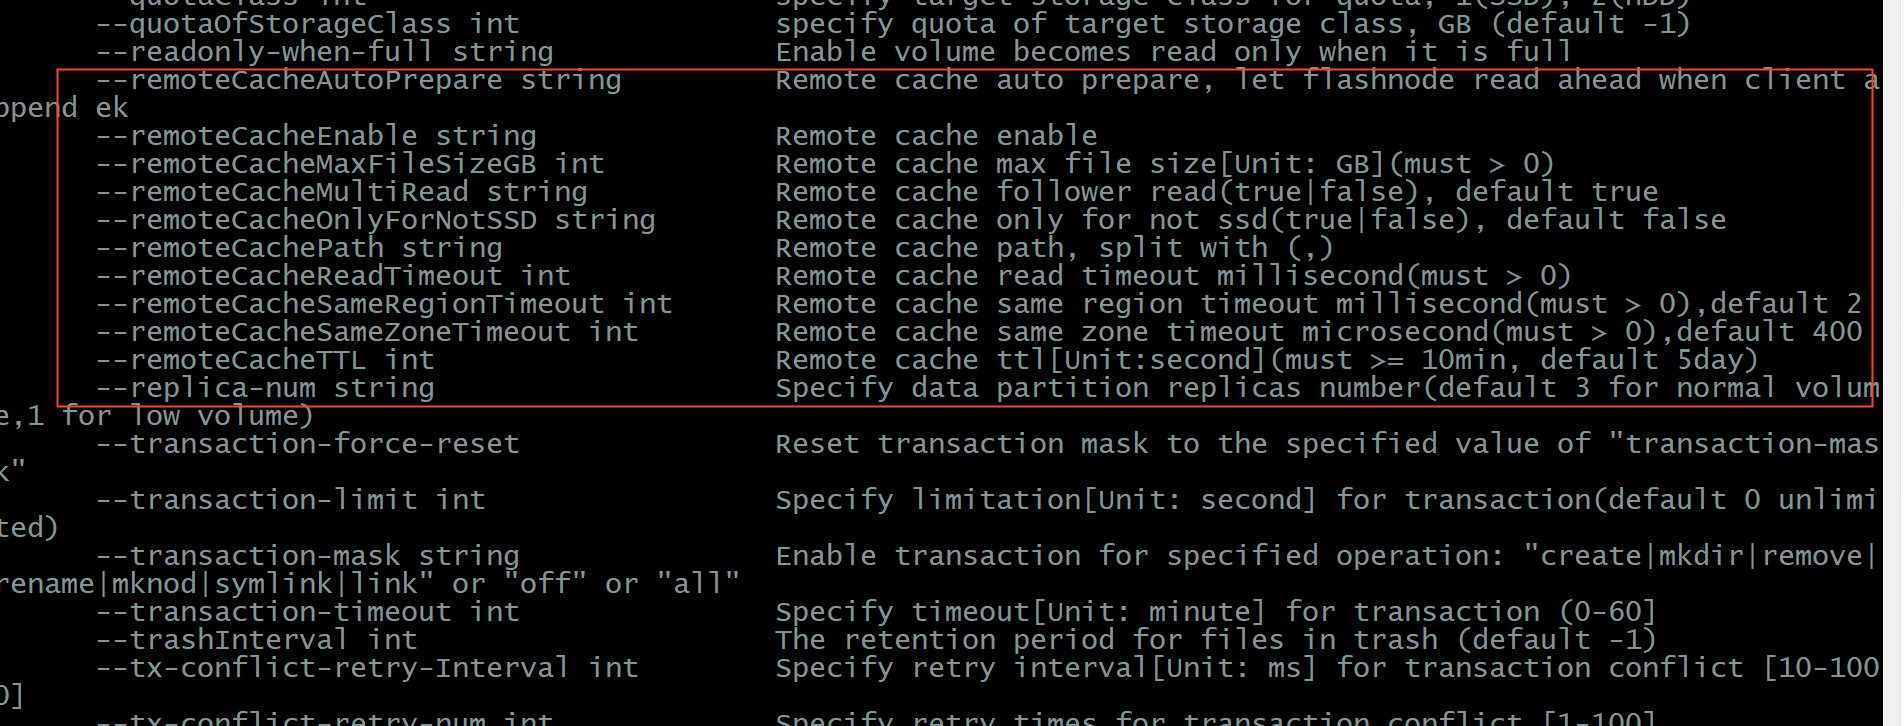 --quotaClass int specify target storage class for quota, 1(SSD), 2(HDD)
--quotaOfStorageClass int specify quota of target storage class, GB (default -1)
--readonly-when-full string Enable volume becomes read only when it is full
--remoteCacheAutoPrepare string Remote cache auto prepare, let flashnode read ahead when client a
ppend ek
--remoteCacheEnable string Remote cache enable
--remoteCacheMaxFileSizeGB int Remote cache max file size[Unit: GB](must > 0)
--remoteCacheMultiRead string Remote cache follower read(true|false), default true
--remoteCacheOnlyForNotSSD string Remote cache only for not ssd(true|false), default false
--remoteCachePath string Remote cache path, split with (,)
--remoteCacheReadTimeout int Remote cache read timeout millisecond(must > 0)
--remoteCacheSameRegionTimeout int Remote cache same region timeout millisecond(must > 0),default 2
--remoteCacheSameZoneTimeout int Remote cache same zone timeout microsecond(must > 0),default 400
--remoteCacheTTL int Remote cache ttl[Unit:second](must >= 10min, default 5day)
--replica-num string Specify data partition replicas number(default 3 for normal volum
e,1 for low volume)
--transaction-force-reset Reset transaction mask to the specified value of "transaction-mas
k"
--transaction-limit int Specify limitation[Unit: second] for transaction(default 0 unlimi
ted)
--transaction-mask string Enable transaction for specified operation: "create|mkdir|remove|
rename|mknod|symlink|link" or "off" or "all"
--transaction-timeout int Specify timeout[Unit: minute] for transaction (0-60]
--trashInterval int The retention period for files in trash (default -1)
--tx-conflict-retry-Interval int Specify retry interval[Unit: ms] for transaction conflict [10-100
0]
--tx-conflict-retry-num int Specify retry times for transaction conflict [1-100]